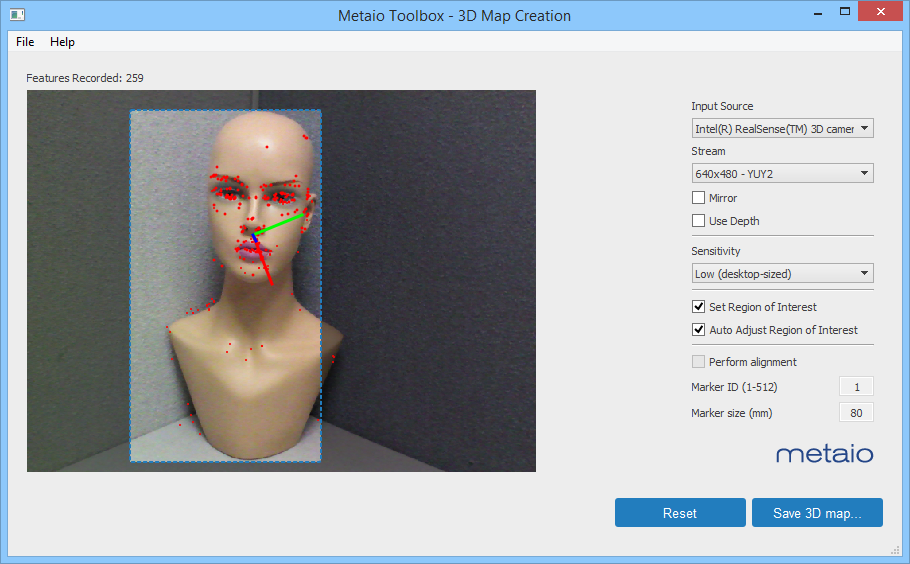 Metaio Toolbox - 3D Map Creation
File Help
Features Recorded: 259
Input Source
Intel(R) RealSense(TM) 3D camer
Stream
640x480 - YUY2
Mirror
Use Depth
Sensitivity
Low (desktop-sized)
Set Region of Interest
Auto Adjust Region of Interest
Perform alignment
Marker ID (1-512) 1
Marker size (mm) 80
metaio
Reset Save 3D map...